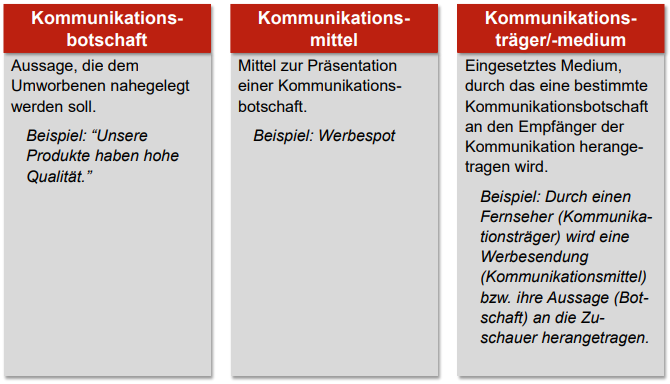 Kommunikations-
botschaft
Aussage, die dem
Umworbenen nahegelegt
werden soll.
Beispiel: “Unsere
Produkte haben hohe
Qualität.”
Kommunikations-
mittel
Mittel zur Präsentation
einer Kommunikations-
botschaft.
Beispiel: Werbespot
Kommunikations-
träger/-medium
Eingesetztes Medium,
durch das eine bestimmte
Kommunikationsbotschaft
an den Empfänger der
Kommunikation herange-
tragen wird.
Beispiel: Durch einen
Fernseher (Kommunika-
tionsträger) wird eine
Werbesendung
(Kommunikationsmittel)
bzw. ihre Aussage (Bot-
schaft) an die Zu-
schauer herangetragen.